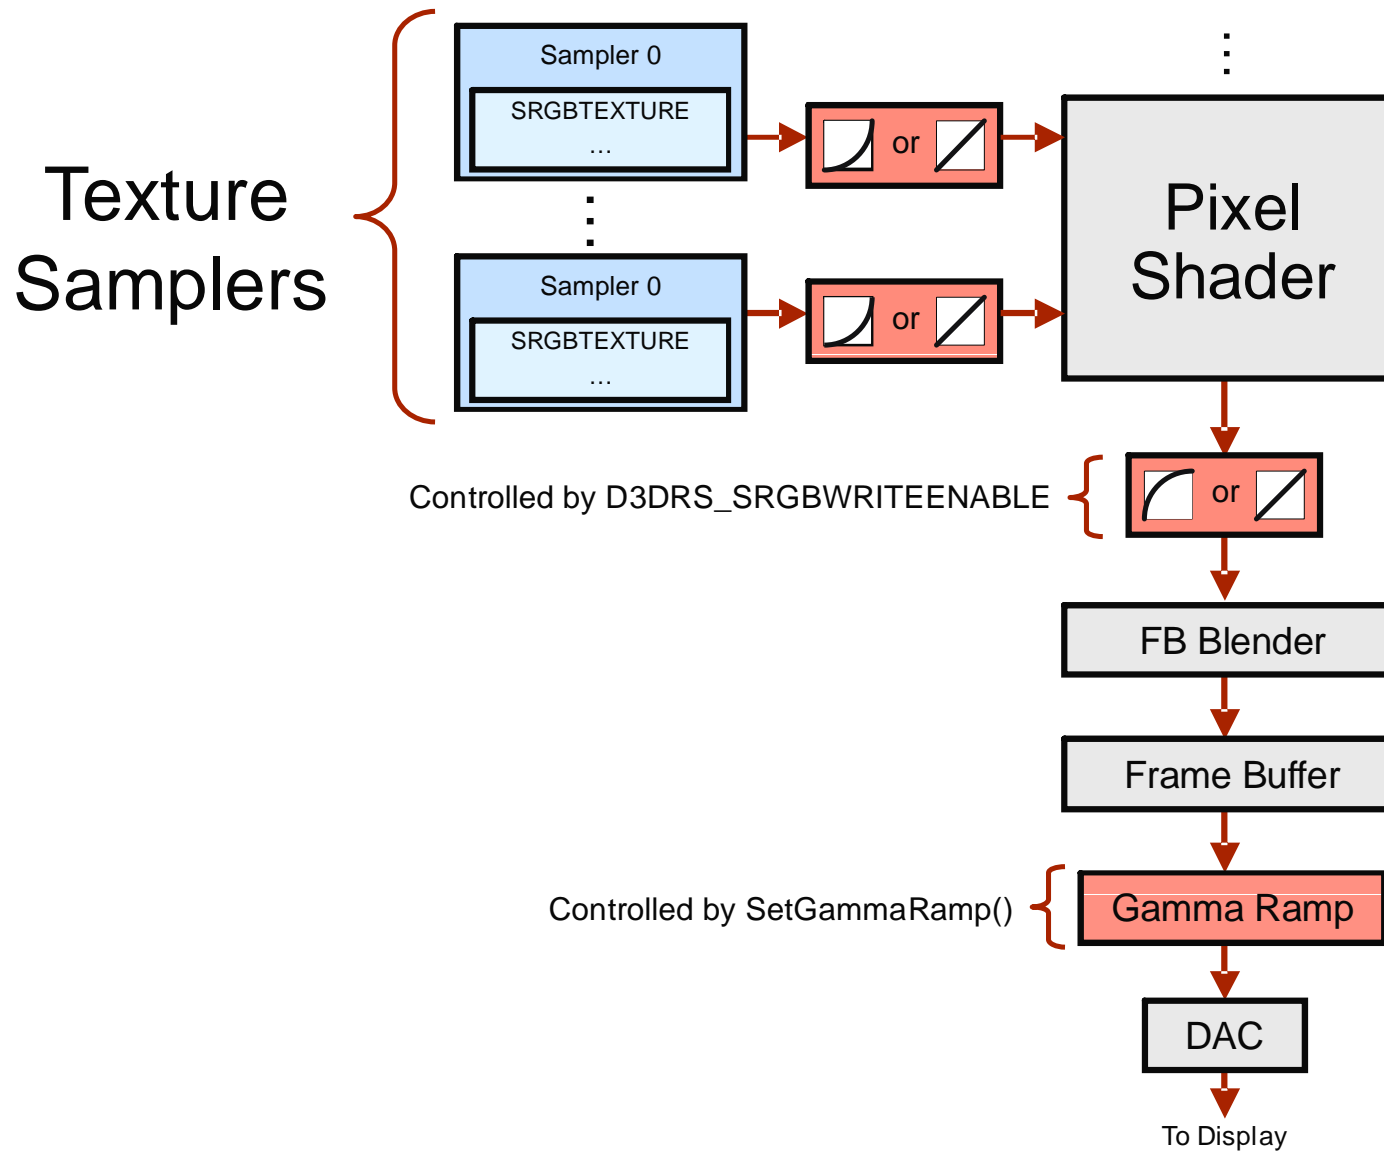 Texture
Samplers
Sampler 0
SRGBTEXTURE
...
or
Sampler 0
SRGBTEXTURE
...
or
Pixel
Shader
Controlled by D3DRS_SRGBWRITEENABLE
or
FB Blender
Frame Buffer
Controlled by SetGammaRamp()
Gamma Ramp
DAC
To Display